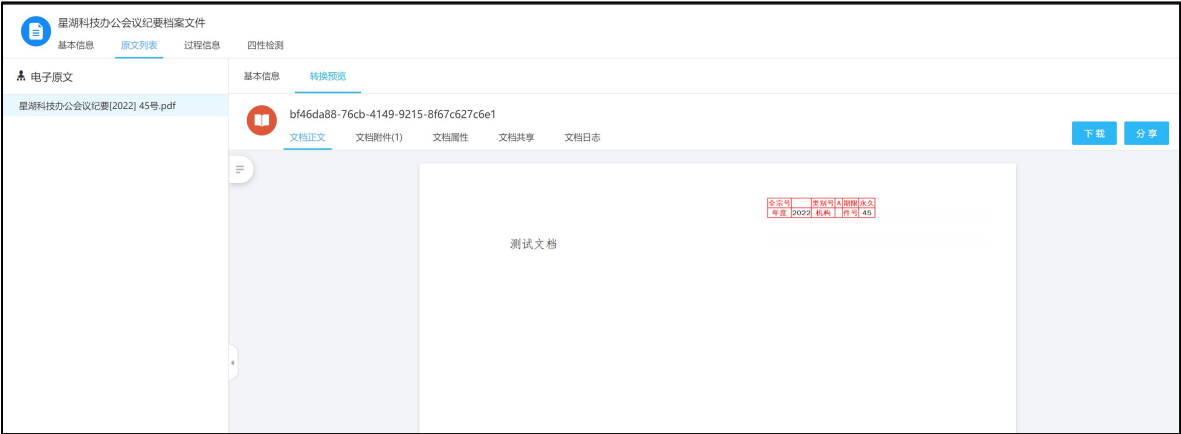 星湖科技办公会议纪要档案文件
基本信息 原文列表 过程信息 四性检测
电子原文
星湖科技办公会议纪要[2022] 45号.pdf
基本信息 转换预览
bf46da88-76cb-4149-9215-8f67c627c6e1
文档正文 文档附件(1) 文档属性 文档共享 文档日志
下载 分享
全宗号 类别号 A 期限 永久
年度 2022 机构 件号 45
测试文档